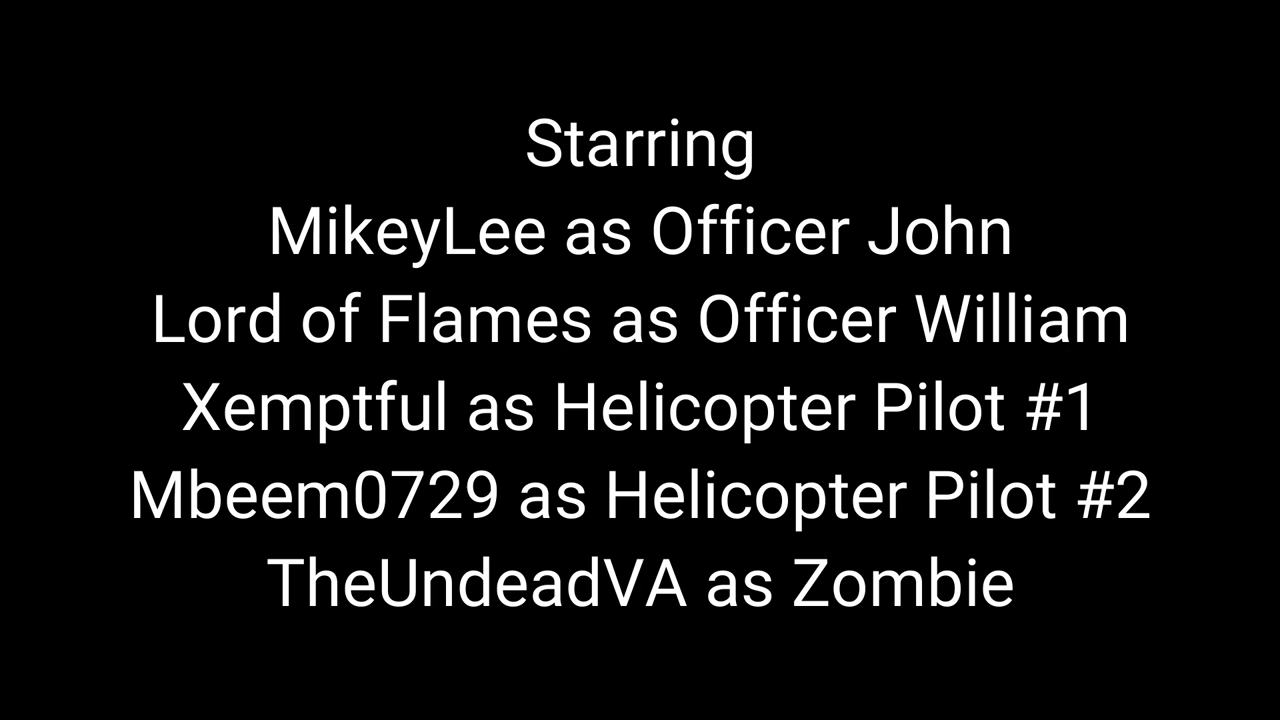 Starring
MikeyLee as Officer John
Lord of Flames as Officer William
Xemptful as Helicopter Pilot #1
Mbeem0729 as Helicopter Pilot #2
TheUndeadVA as Zombie